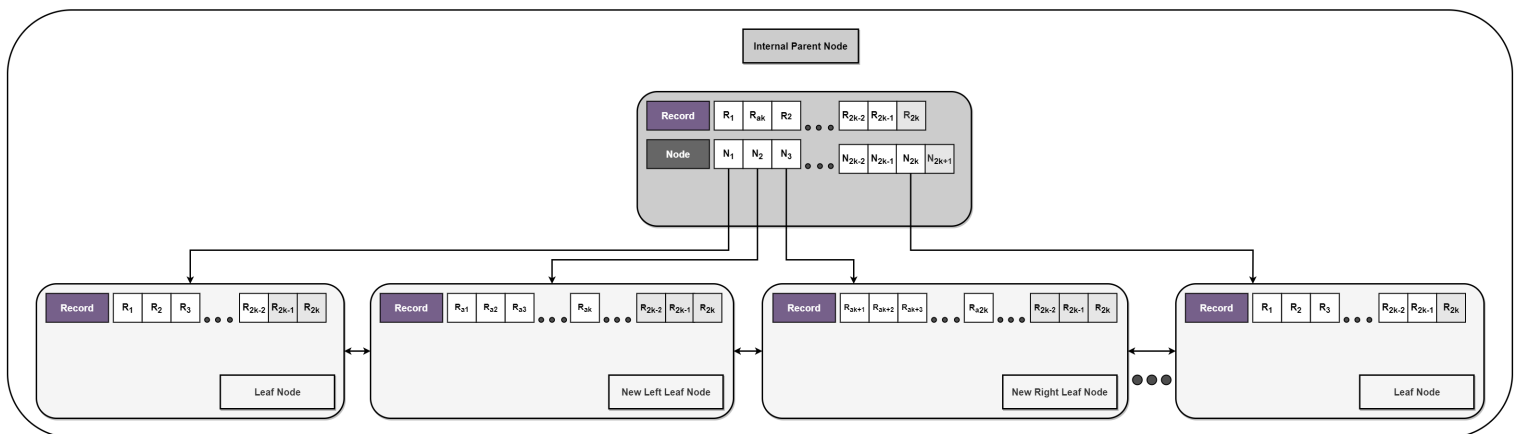 Internal Parent Node
Record R₁ Rₐₖ R2 R₂ₖ₋₂ R₂ₖ₋₁ R₂ₖ
Node N₁ N₂ N₃ N₂ₖ₋₂ N₂ₖ₋₁ N₂ₖ N₂ₖ₊₁
Record R₁ R₂ R₃ R₂ₖ₋₂ R₂ₖ₋₁ R₂ₖ
Leaf Node
Record Rₐ₁ Rₐ₂ Rₐ₃ Rₐₖ R₂ₖ₋₂ R₂ₖ₋₁ R₂ₖ
New Left Leaf Node
Record Rₐₖ₊₁ Rₐₖ₊₂ Rₐₖ₊₃ Rₐ₂ₖ R₂ₖ₋₂ R₂ₖ₋₁ R₂ₖ
New Right Leaf Node
Record R₁ R₂ R₃ R₂ₖ₋₂ R₂ₖ₋₁ R₂ₖ
Leaf Node